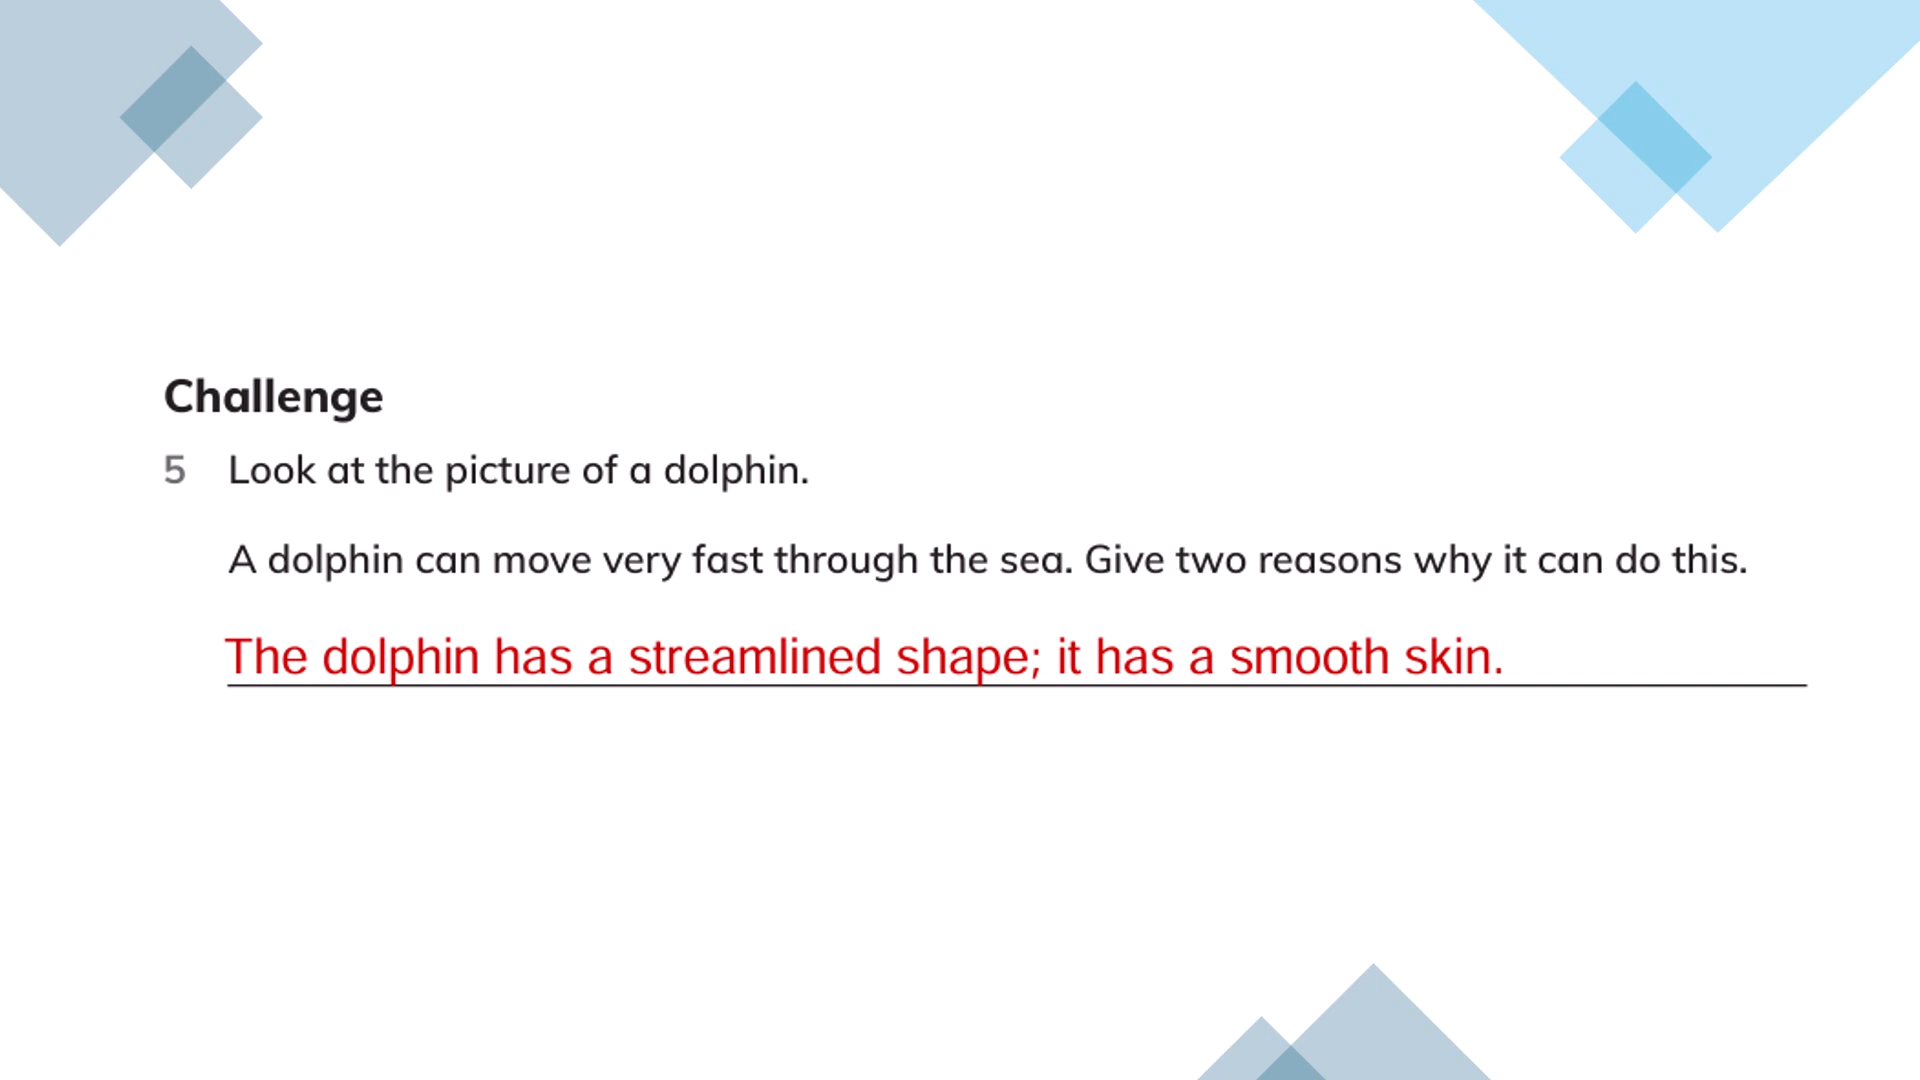 Challenge
5 Look at the picture of a dolphin.
A dolphin can move very fast through the sea. Give two reasons why it can do this.
The dolphin has a streamlined shape; it has a smooth skin.